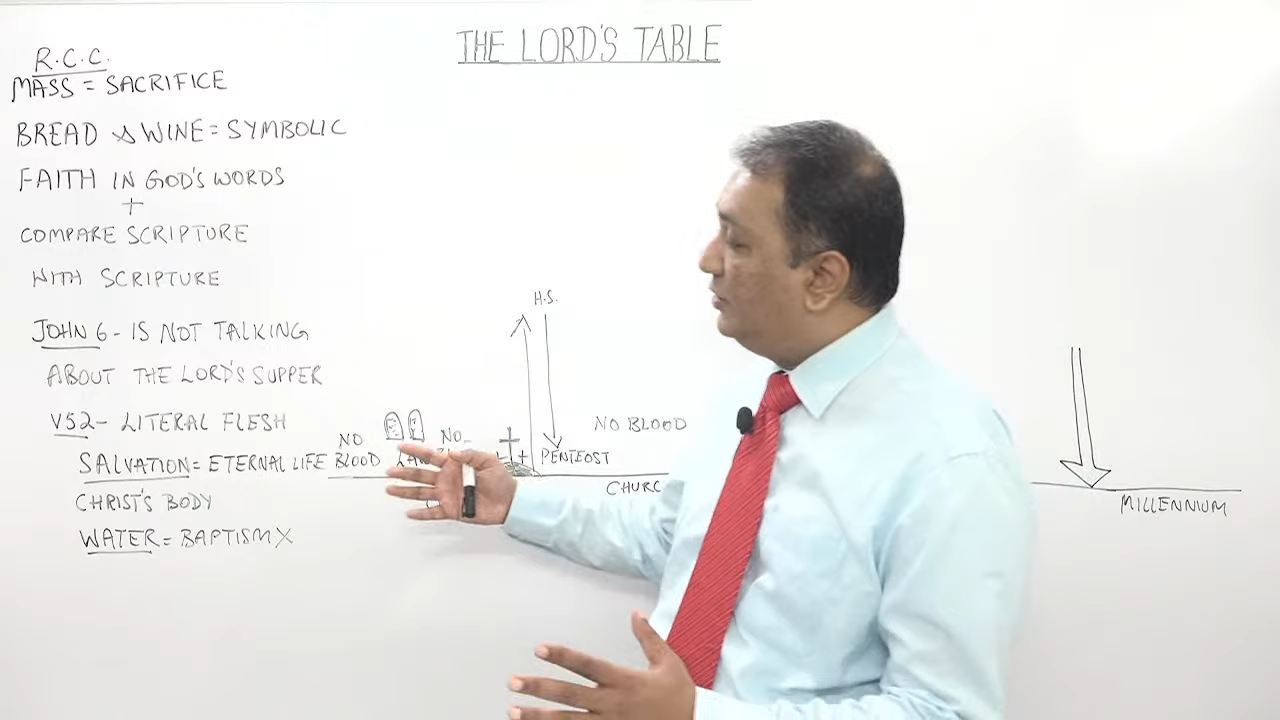 THE LORD'S TABLE
R.C.C.
MASS = SACRIFICE
BREAD & WINE = SYMBOLIC
FAITH IN GOD'S WORDS
+
COMPARE SCRIPTURE
WITH SCRIPTURE
JOHN 6 - IS NOT TALKING
ABOUT THE LORD'S SUPPER
V52 - LITERAL FLESH
SALVATION = ETERNAL LIFE
CHRIST'S BODY
WATER = BAPTISM X
H.S.
NO
BLOOD
NO
NO BLOOD
PENTEOST
MILLENNIUM